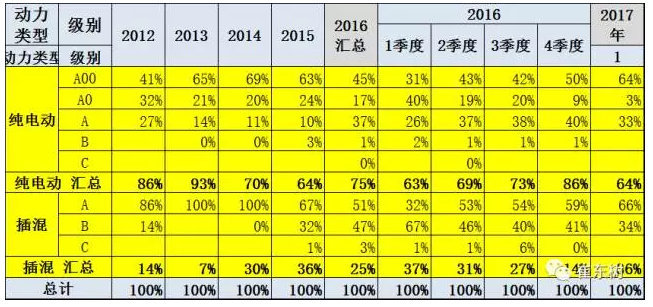 动力类型 级别 2012 2013 2014 2015 2016汇总 2016 2017年
动力类型 级别 1季度 2季度 3季度 4季度 1
纯电动 A00 41% 65% 69% 63% 45% 31% 43% 42% 50% 64%
A0 32% 21% 20% 24% 17% 40% 19% 20% 9% 3%
A 27% 14% 11% 10% 37% 26% 37% 38% 40% 33%
B 0% 0% 3% 1% 2% 1% 1% 1%
C 0% 0%
纯电动 汇总 86% 93% 70% 64% 75% 63% 69% 73% 86% 64%
插混 A 86% 100% 100% 67% 51% 32% 53% 54% 59% 66%
B 14% 0% 32% 47% 67% 46% 40% 41% 34%
C 1% 3% 1% 1% 6% 0%
插混 汇总 14% 7% 30% 36% 25% 37% 31% 27% 14% 36%
总计 100% 100% 100% 100% 100% 100% 100% 100% 100% 100%
崔东树